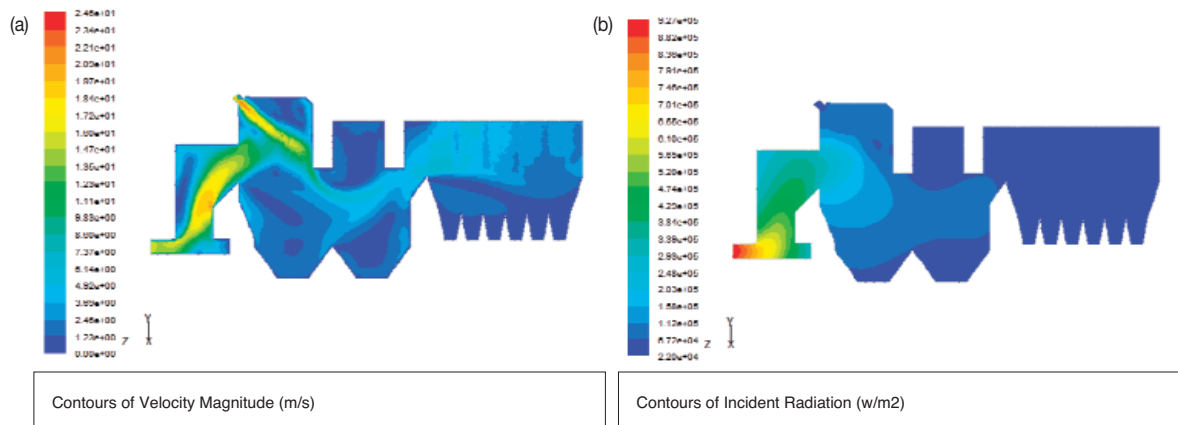 (a)
2.46e+01
2.34e+01
2.21e+01
2.09e+01
1.97e+01
1.84e+01
1.72e+01
1.60e+01
1.47e+01
1.35e+01
1.23e+01
1.11e+01
9.83e+00
8.60e+00
7.37e+00
6.14e+00
4.92e+00
3.69e+00
2.46e+00
1.23e+00
0.00e+00
Y
Z X
Contours of Velocity Magnitude (m/s)
(b)
9.27e+05
8.82e+05
8.36e+05
7.91e+05
7.46e+05
7.01e+05
6.55e+05
6.10e+05
5.65e+05
5.20e+05
4.74e+05
4.29e+05
3.84e+05
3.38e+05
2.93e+05
2.48e+05
2.03e+05
1.58e+05
1.12e+05
6.72e+04
2.20e+04
Y
Z X
Contours of Incident Radiation (w/m2)